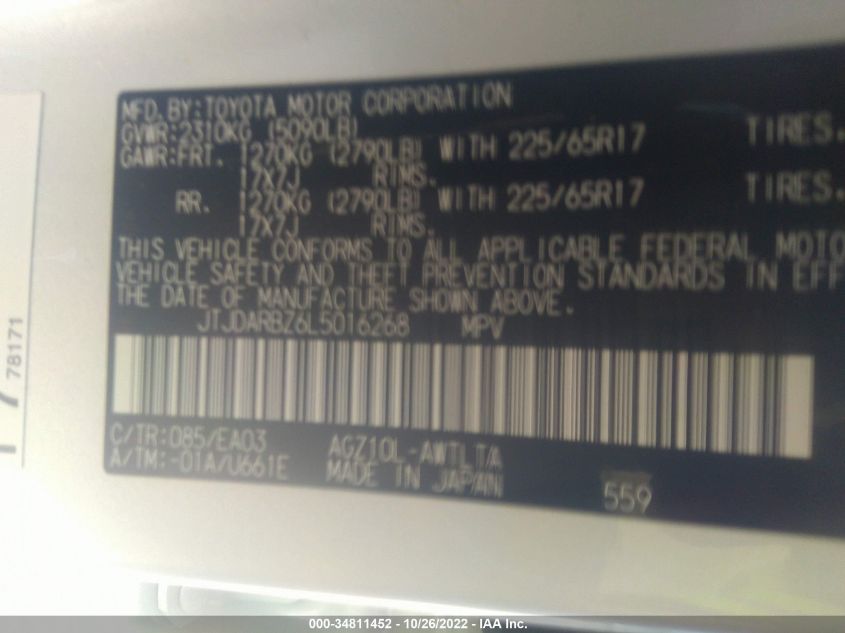 MFD. BY: TOYOTA MOTOR CORPORATION
GVWR: 2310KG (5090LB)
GAWR: FRT. 1270KG (2790LB) WITH 225/65R17 TIRES.
17X7J RIMS.
RR. 1270KG (2790LB) WITH 225/65R17 TIRES.
17X7J RIMS.
THIS VEHICLE CONFORMS TO ALL APPLICABLE FEDERAL MOTO
VEHICLE SAFETY AND THEFT PREVENTION STANDARDS IN EFF
THE DATE OF MANUFACTURE SHOWN ABOVE.
JTJDARBZ6L5016268 MPV
C/TR: 085/EA03 AGZ10L-AWTLTA
A/TM: -01A/U661E MADE IN JAPAN
559
78171
000-34811452 - 10/26/2022 - IAA Inc.